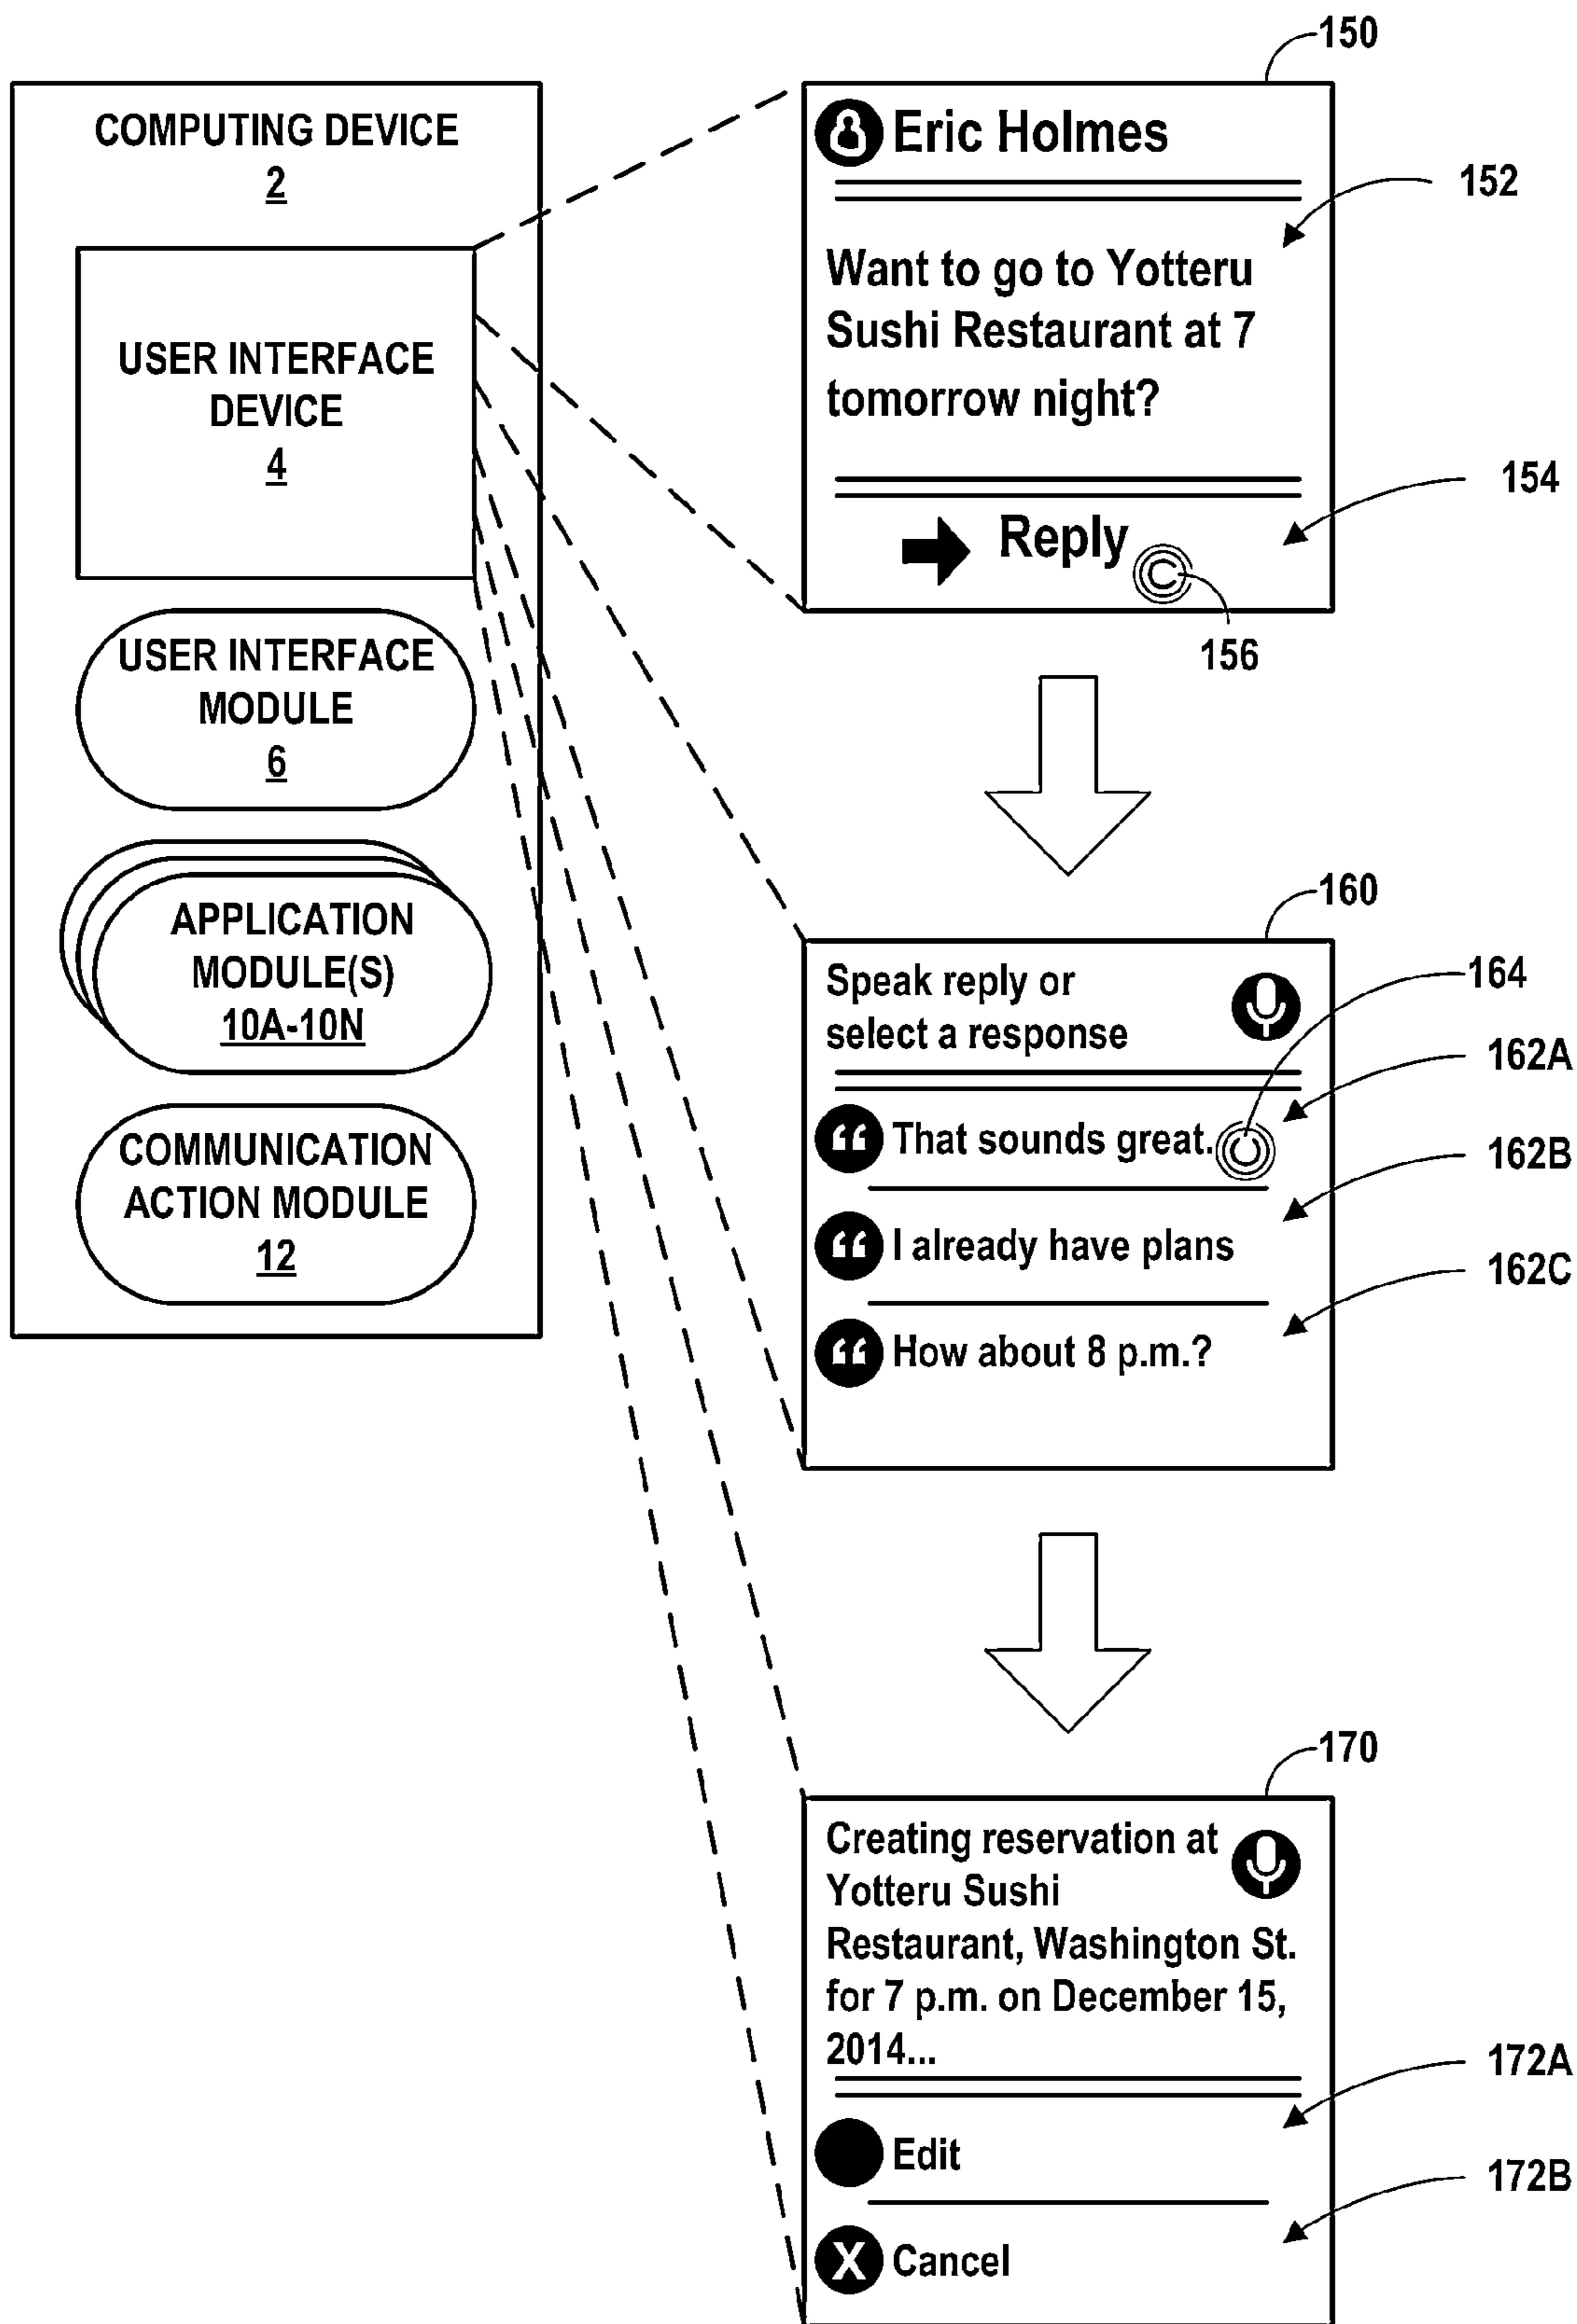 COMPUTING DEVICE
2
USER INTERFACE
DEVICE
4
USER INTERFACE
MODULE
6
APPLICATION
MODULE(S)
10A-10N
COMMUNICATION
ACTION MODULE
12
150
Eric Holmes
152
Want to go to Yotteru
Sushi Restaurant at 7
tomorrow night?
154
Reply
156
160
Speak reply or
select a response
164
162A
“ That sounds great.
162B
“ I already have plans
162C
“ How about 8 p.m.?
170
Creating reservation at
Yotteru Sushi
Restaurant, Washington St.
for 7 p.m. on December 15,
2014...
172A
Edit
172B
X Cancel